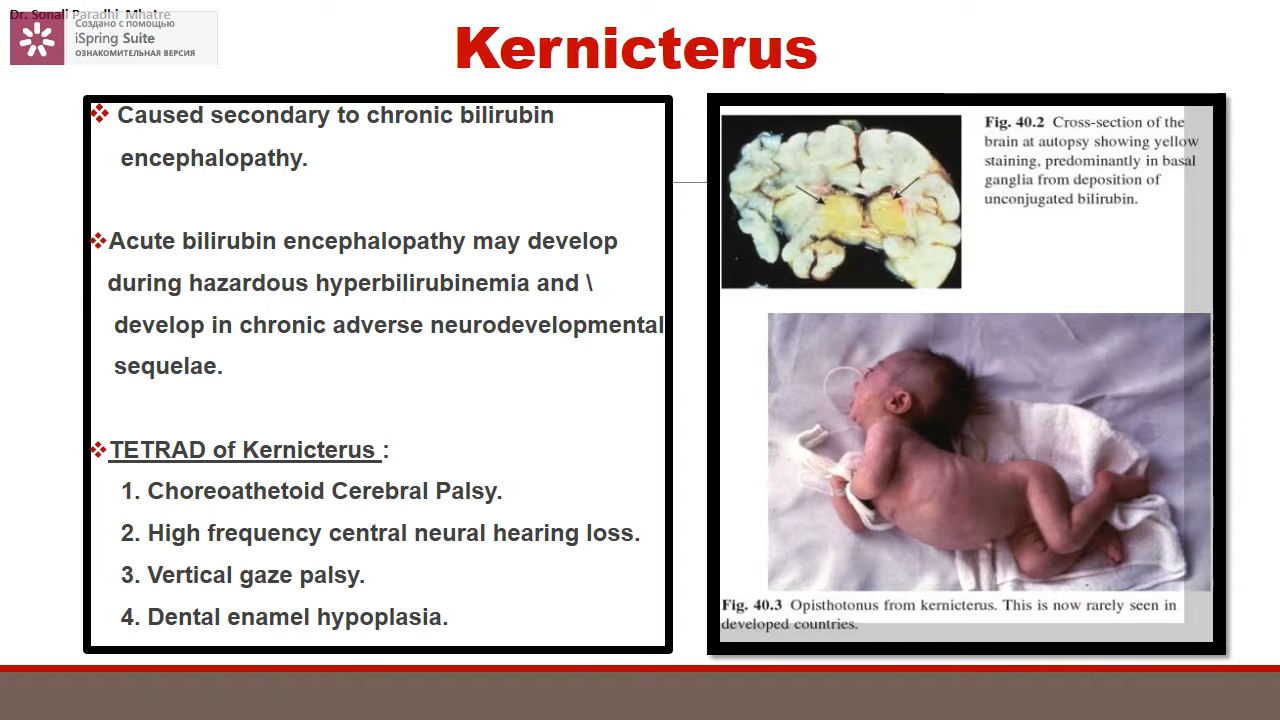 Dr. Sonali Paradhi Mhatre
Создано с помощью
iSpring Suite
ОЗНАКОМИТЕЛЬНАЯ ВЕРСИЯ
Kernicterus
❖ Caused secondary to chronic bilirubin
encephalopathy.
❖Acute bilirubin encephalopathy may develop
during hazardous hyperbilirubinemia and \
develop in chronic adverse neurodevelopmental
sequelae.
❖TETRAD of Kernicterus :
1. Choreoathetoid Cerebral Palsy.
2. High frequency central neural hearing loss.
3. Vertical gaze palsy.
4. Dental enamel hypoplasia.
Fig. 40.2 Cross-section of the
brain at autopsy showing yellow
staining, predominantly in basal
ganglia from deposition of
unconjugated bilirubin.
Fig. 40.3 Opisthotonus from kernicterus. This is now rarely seen in
developed countries.